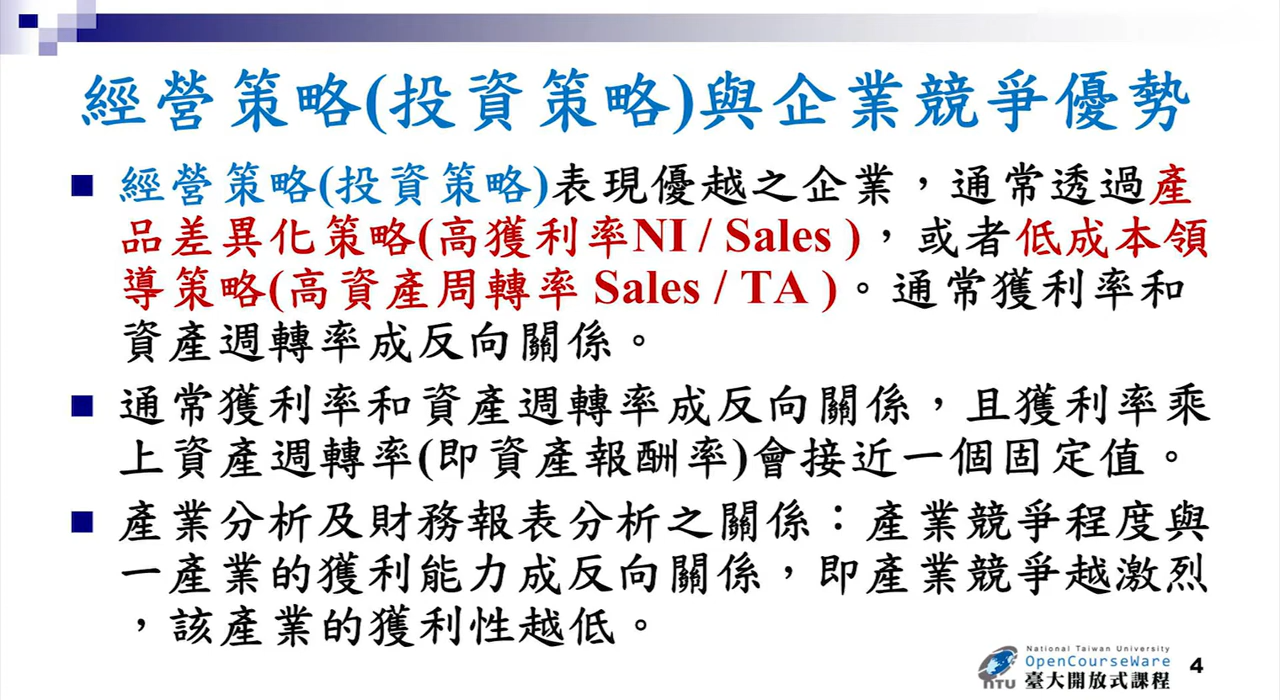 經營策略(投資策略)與企業競爭優勢
經營策略(投資策略)表現優越之企業，通常透過產
品差異化策略(高獲利率NI / Sales )，或者低成本領
導策略(高資產周轉率 Sales / TA )。通常獲利率和
資產週轉率成反向關係。
通常獲利率和資產週轉率成反向關係，且獲利率乘
上資產週轉率(即資產報酬率)會接近一個固定值。
產業分析及財務報表分析之關係：產業競爭程度與
一產業的獲利能力成反向關係，即產業競爭越激烈
，該產業的獲利性越低。
National Taiwan University
OpenCourseWare
NTU 臺大開放式課程
4